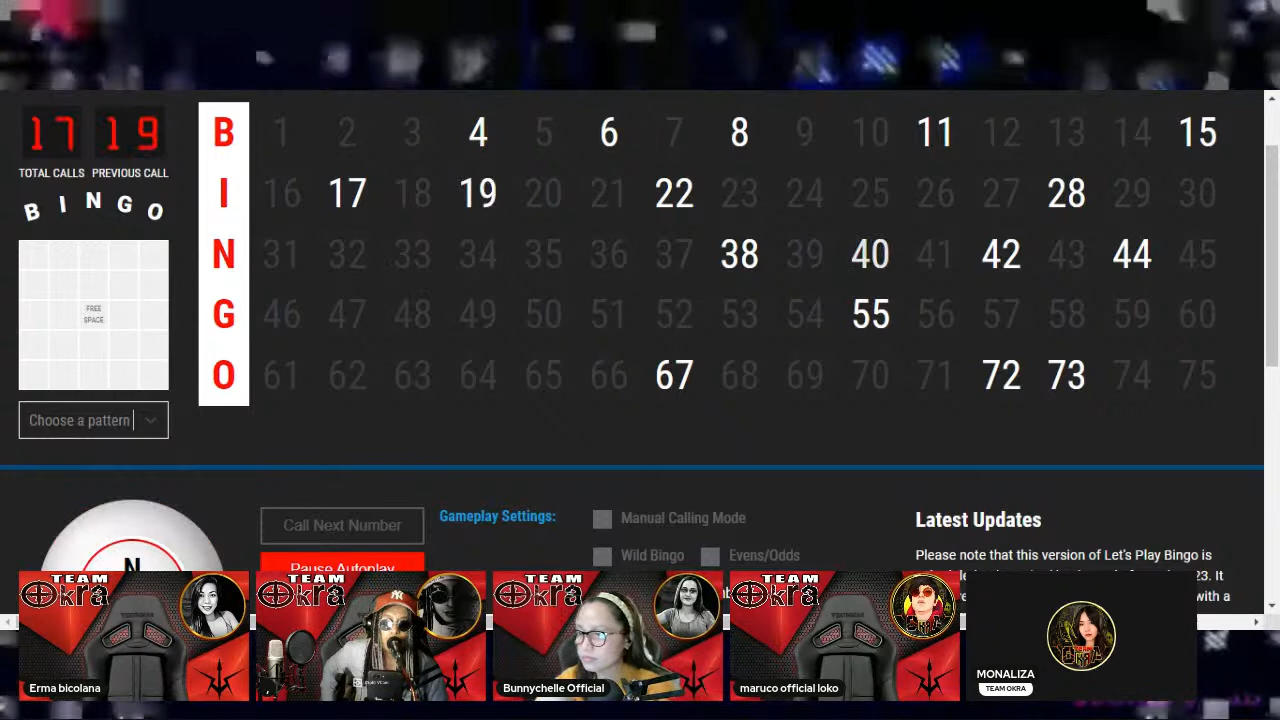 17 19
TOTAL CALLS PREVIOUS CALL
B I N G O
FREE
SPACE
Choose a pattern
B 1 2 3 4 5 6 7 8 9 10 11 12 13 14 15
I 16 17 18 19 20 21 22 23 24 25 26 27 28 29 30
N 31 32 33 34 35 36 37 38 39 40 41 42 43 44 45
G 46 47 48 49 50 51 52 53 54 55 56 57 58 59 60
O 61 62 63 64 65 66 67 68 69 70 71 72 73 74 75
N
Call Next Number
Pause Autoplay
Gameplay Settings:
Manual Calling Mode
Wild Bingo Evens/Odds
Latest Updates
Please note that this version of Let's Play Bingo is
23. It
with a
TEAM
Okra
Erma bicolana
TEAM
Okra
TEAM
Okra
Bunnychelle Official
TEAM
Okra
maruco official loko
MONALIZA
TEAM OKRA